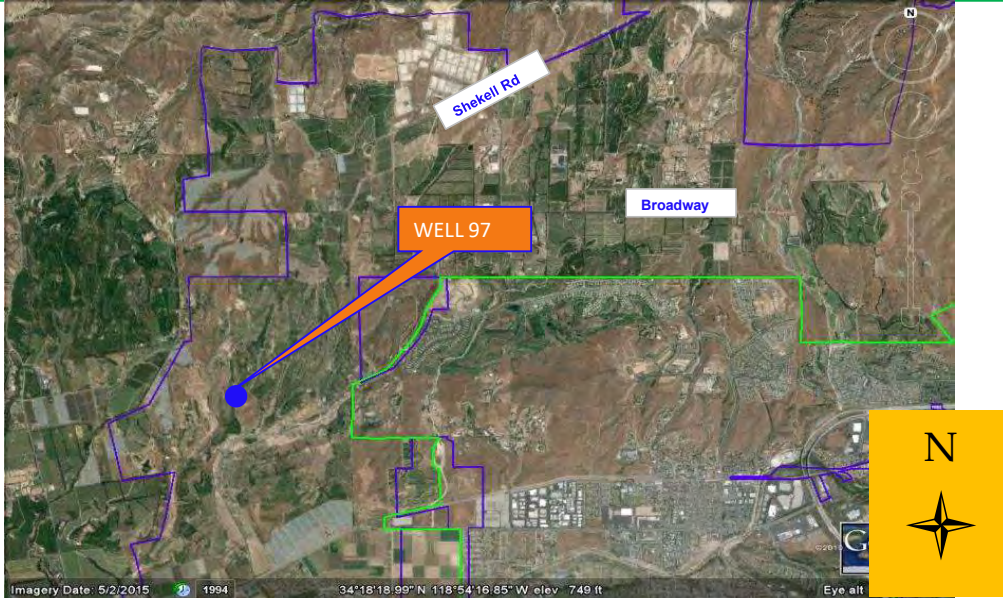 N
Shekell Rd
Broadway
WELL 97
N
©201
G
Imagery Date: 5/2/2015
1994
34°18'18.99" N 118°54'16.85" W elev 749 ft
Eye alt